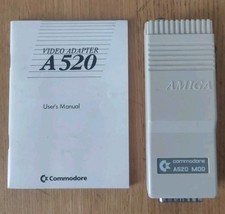 VIDEO ADAPTER
A520
User's Manual
Commodore
AMIGA
commodore
A520 MOD